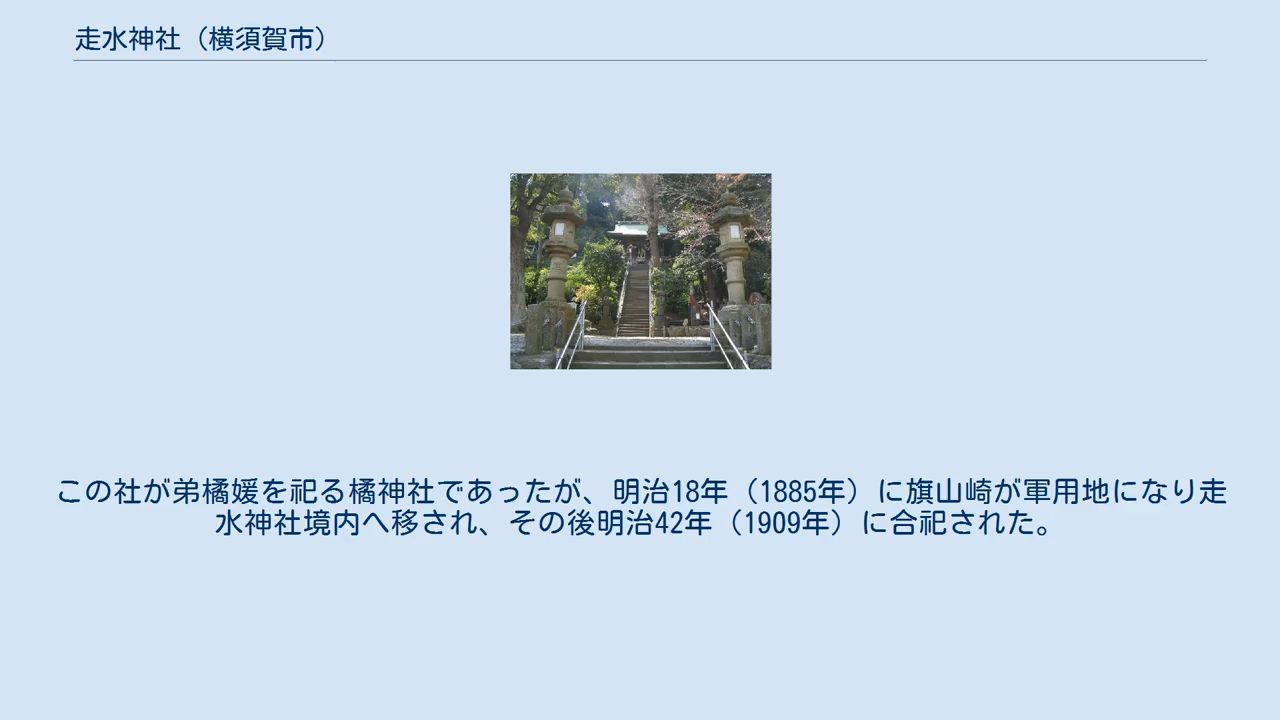 走水神社（横須賀市）
この社が弟橘媛を祀る橘神社であったが、明治18年（1885年）に旗山崎が軍用地になり走
水神社境内へ移され、その後明治42年（1909年）に合祀された。